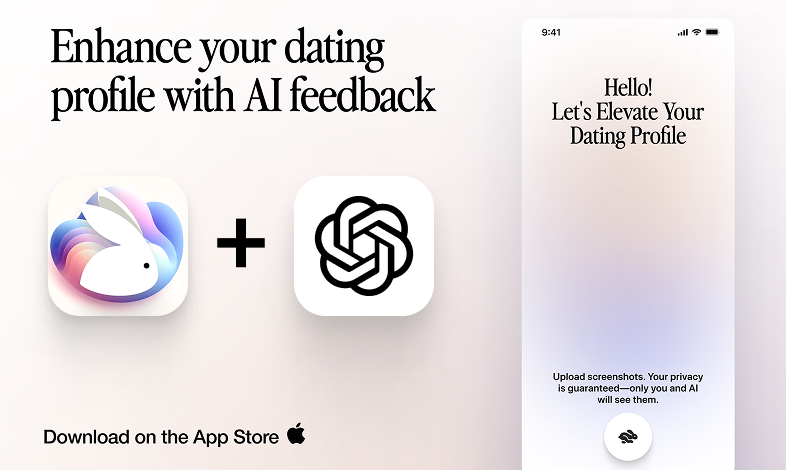 Enhance your dating
profile with AI feedback
+
Download on the App Store
9:41
Hello!
Let's Elevate Your
Dating Profile
Upload screenshots. Your privacy
is guaranteed—only you and AI
will see them.